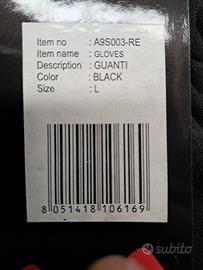 Item no : A9S003-RE
Item name : GLOVES
Description : GUANTI
Color : BLACK
Size : L
8 051418 106169
subito